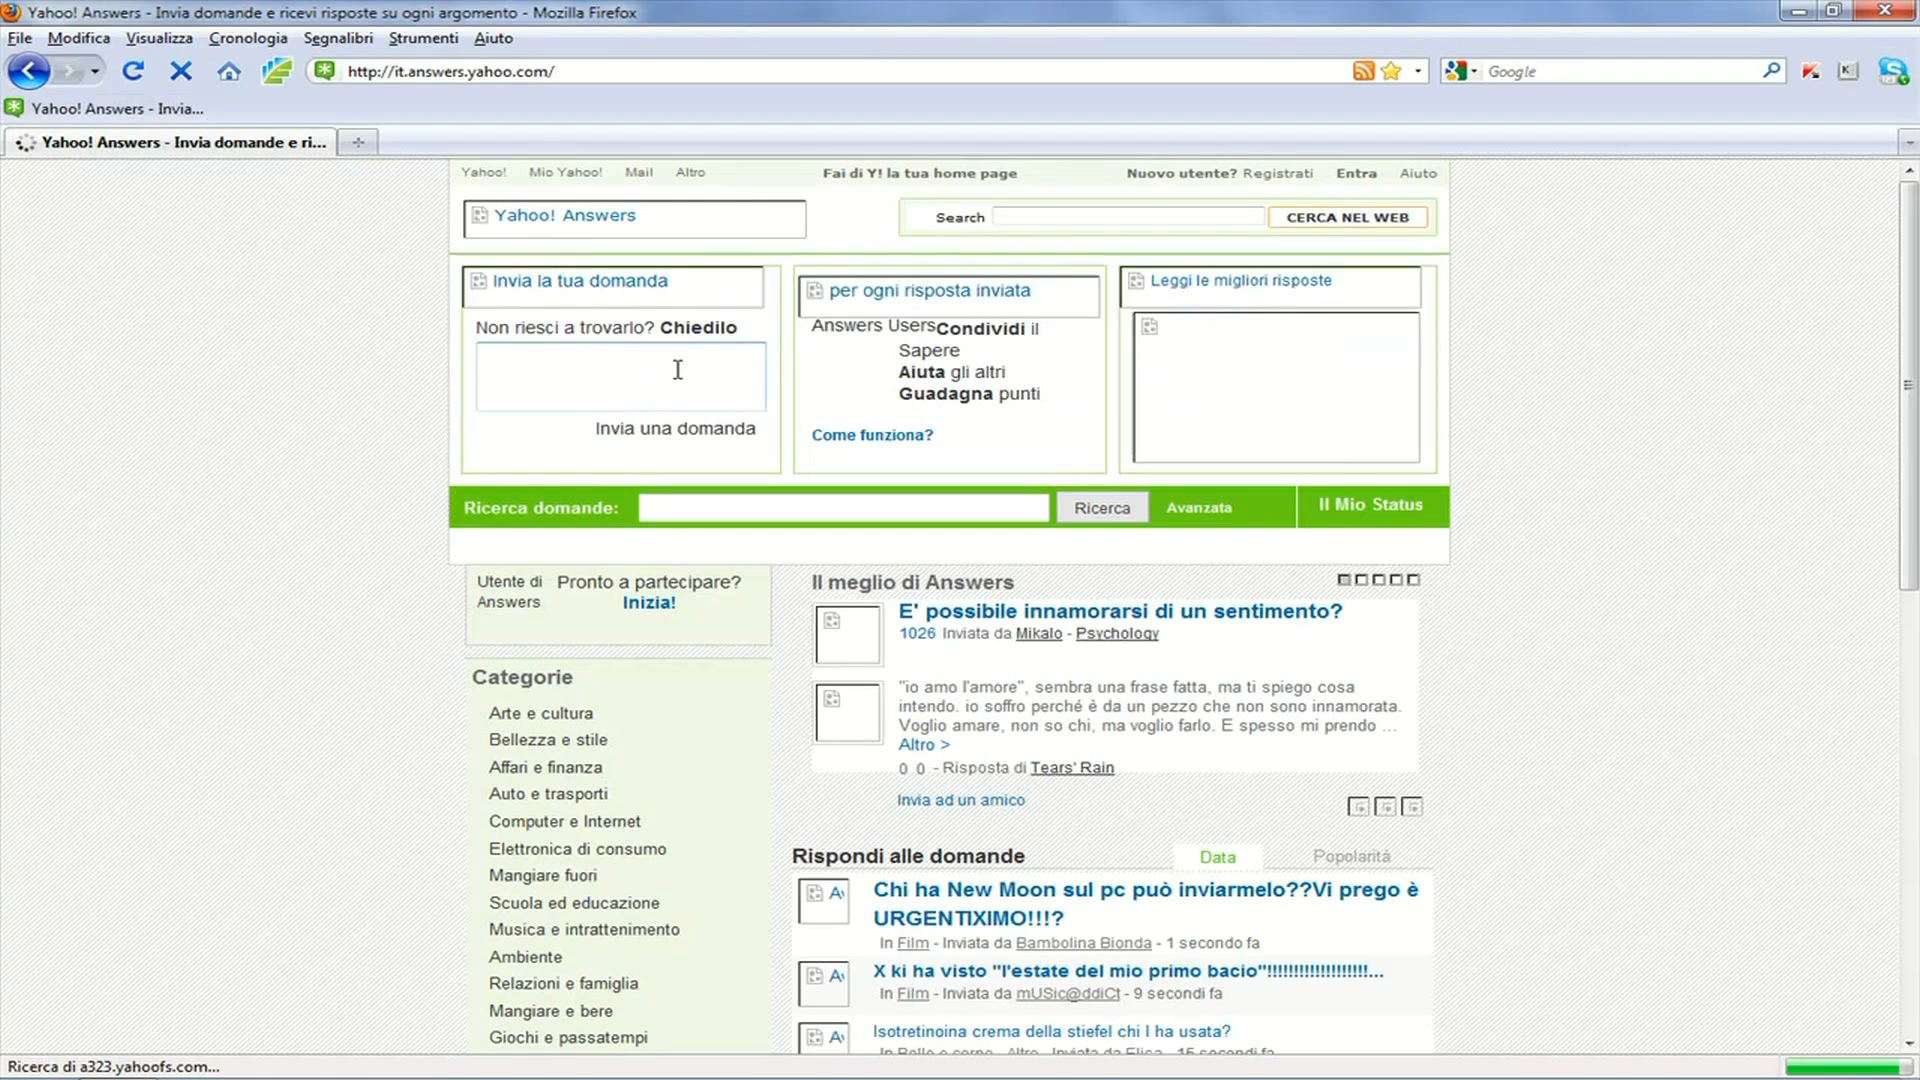 Yahoo! Answers - Invia domande e ricevi risposte su ogni argomento - Mozilla Firefox
File Modifica Visualizza Cronologia Segnalibri Strumenti Aiuto
http://it.answers.yahoo.com/
Google
Yahoo! Answers - Invia...
Yahoo! Answers - Invia domande e ri...
Yahoo! Mio Yahoo! Mail Altro
Fai di Y! la tua home page
Nuovo utente? Registrati Entra Aiuto
Yahoo! Answers
Search
CERCA NEL WEB
Invia la tua domanda
Non riesci a trovarlo? Chiedilo
Invia una domanda
per ogni risposta inviata
Answers Users Condividi il
Sapere
Aiuta gli altri
Guadagna punti
Come funziona?
Leggi le migliori risposte
Ricerca domande:
Ricerca
Avanzata
Il Mio Status
Utente di
Answers
Pronto a partecipare?
Inizia!
Categorie
Arte e cultura
Bellezza e stile
Affari e finanza
Auto e trasporti
Computer e Internet
Elettronica di consumo
Mangiare fuori
Scuola ed educazione
Musica e intrattenimento
Ambiente
Relazioni e famiglia
Mangiare e bere
Giochi e passatempi
Il meglio di Answers
E' possibile innamorarsi di un sentimento?
1026 Inviata da Mikalo - Psychology
"io amo l'amore", sembra una frase fatta, ma ti spiego cosa
intendo. io soffro perché è da un pezzo che non sono innamorata.
Voglio amare, non so chi, ma voglio farlo. E spesso mi prendo ...
Altro >
0 0 - Risposta di Tears' Rain
Invia ad un amico
Rispondi alle domande
Data
Popolarità
Chi ha New Moon sul pc può inviarmelo??Vi prego è
URGENTIXIMO!!!?
In Film - Inviata da Bambolina Bionda - 1 secondo fa
X ki ha visto "l'estate del mio primo bacio"!!!!!!!!!!!!!!!!!!!...
In Film - Inviata da mUSic@ddiCt - 9 secondi fa
Isotretinoina crema della stiefel chi l ha usata?
In Pelle e corpo - Altro - Inviata da Elisa - 15 secondi fa
Ricerca di a323.yahoofs.com...